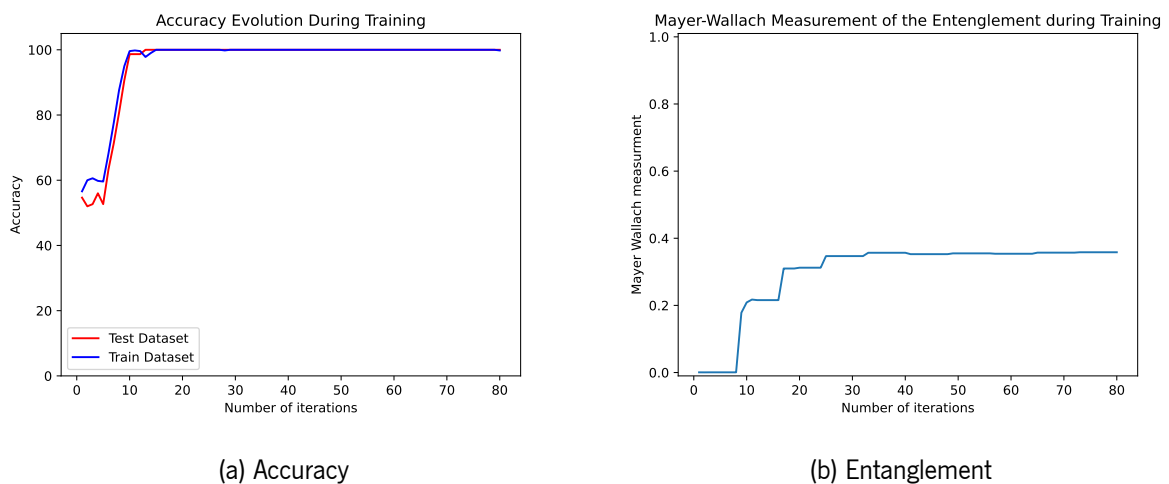 Accuracy Evolution During Training
100
80
60
40
20
0
Accuracy
Test Dataset
Train Dataset
0 10 20 30 40 50 60 70 80
Number of iterations
(a) Accuracy
Mayer-Wallach Measurement of the Entenglement during Training
1.0
0.8
0.6
0.4
0.2
0.0
Mayer Wallach measurment
0 10 20 30 40 50 60 70 80
Number of iterations
(b) Entanglement